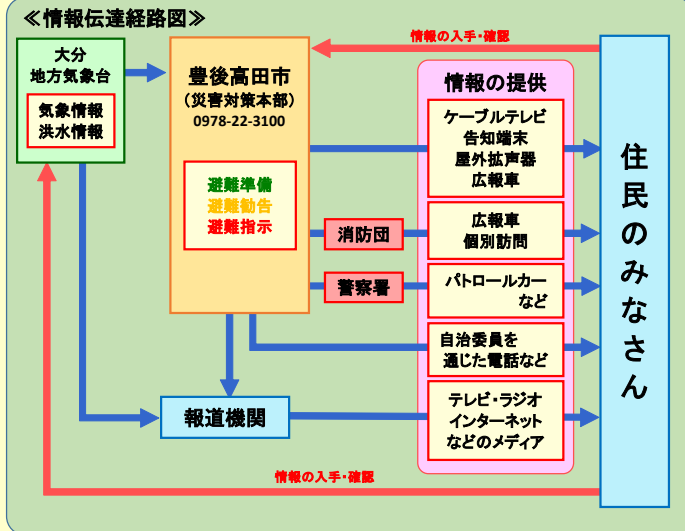 ≪情報伝達経路図≫
情報の入手・確認
大分
地方気象台
気象情報
洪水情報
豊後高田市
（災害対策本部）
0978-22-3100
避難準備
避難勧告
避難指示
情報の提供
ケーブルテレビ
告知端末
屋外拡声器
広報車
消防団
広報車
個別訪問
警察署
パトロールカー
など
自治委員を
通じた電話など
報道機関
テレビ・ラジオ
インターネット
などのメディア
住民のみなさん
情報の入手・確認